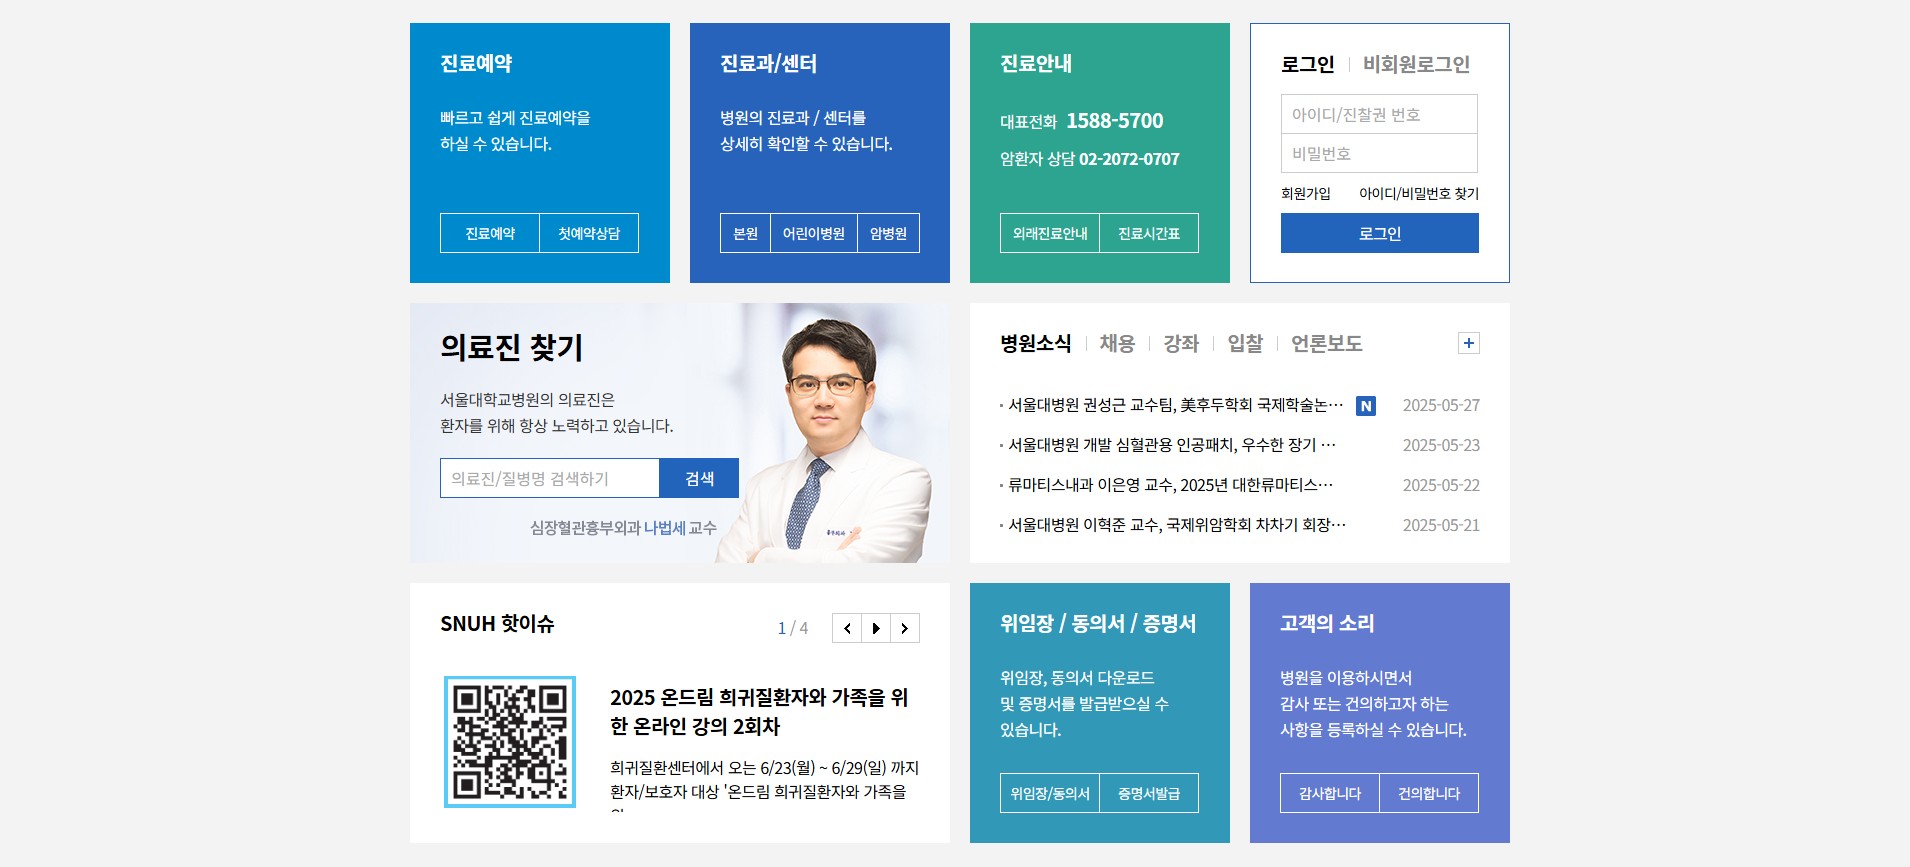 진료예약
빠르고 쉽게 진료예약을
하실 수 있습니다.
진료예약
첫예약상담
진료과/센터
병원의 진료과 / 센터를
상세히 확인할 수 있습니다.
본원
어린이병원
암병원
진료안내
대표전화 1588-5700
암환자 상담 02-2072-0707
외래진료안내
진료시간표
로그인
비회원로그인
아이디/진찰권 번호
비밀번호
회원가입
아이디/비밀번호 찾기
로그인
의료진 찾기
서울대학교병원의 의료진은
환자를 위해 항상 노력하고 있습니다.
의료진/질병명 검색하기
검색
심장혈관흉부외과 나법세 교수
병원소식
채용
강좌
입찰
언론보도
서울대병원 권성근 교수팀, 美후두학회 국제학술논··· N 2025-05-27
서울대병원 개발 심혈관용 인공패치, 우수한 장기 ··· 2025-05-23
류마티스내과 이은영 교수, 2025년 대한류마티스··· 2025-05-22
서울대병원 이혁준 교수, 국제위암학회 차차기 회장··· 2025-05-21
SNUH 핫이슈
1 / 4
2025 온드림 희귀질환자와 가족을 위
한 온라인 강의 2회차
희귀질환센터에서 오는 6/23(월) ~ 6/29(일) 까지
환자/보호자 대상 '온드림 희귀질환자와 가족을
위임장 / 동의서 / 증명서
위임장, 동의서 다운로드
및 증명서를 발급받으실 수
있습니다.
위임장/동의서
증명서발급
고객의 소리
병원을 이용하시면서
감사 또는 건의하고자 하는
사항을 등록하실 수 있습니다.
감사합니다
건의합니다